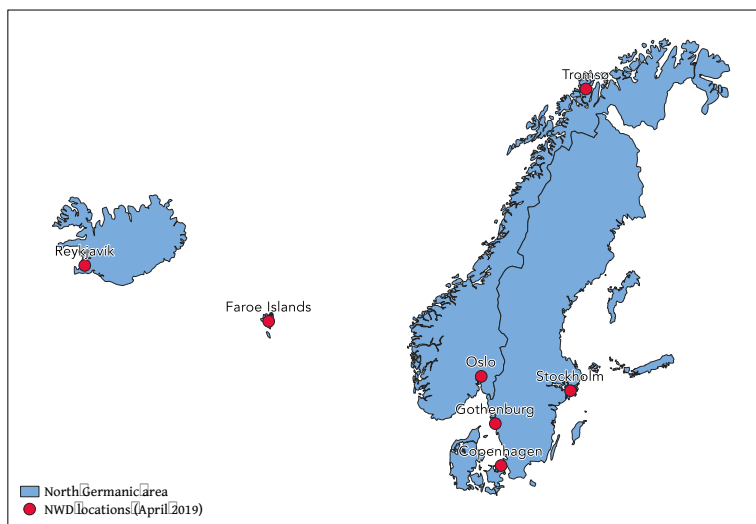 Tromsø
Reykjavik
Faroe Islands
Oslo
Stockholm
Gothenburg
Copenhagen
North Germanic area
NWD locations (April 2019)